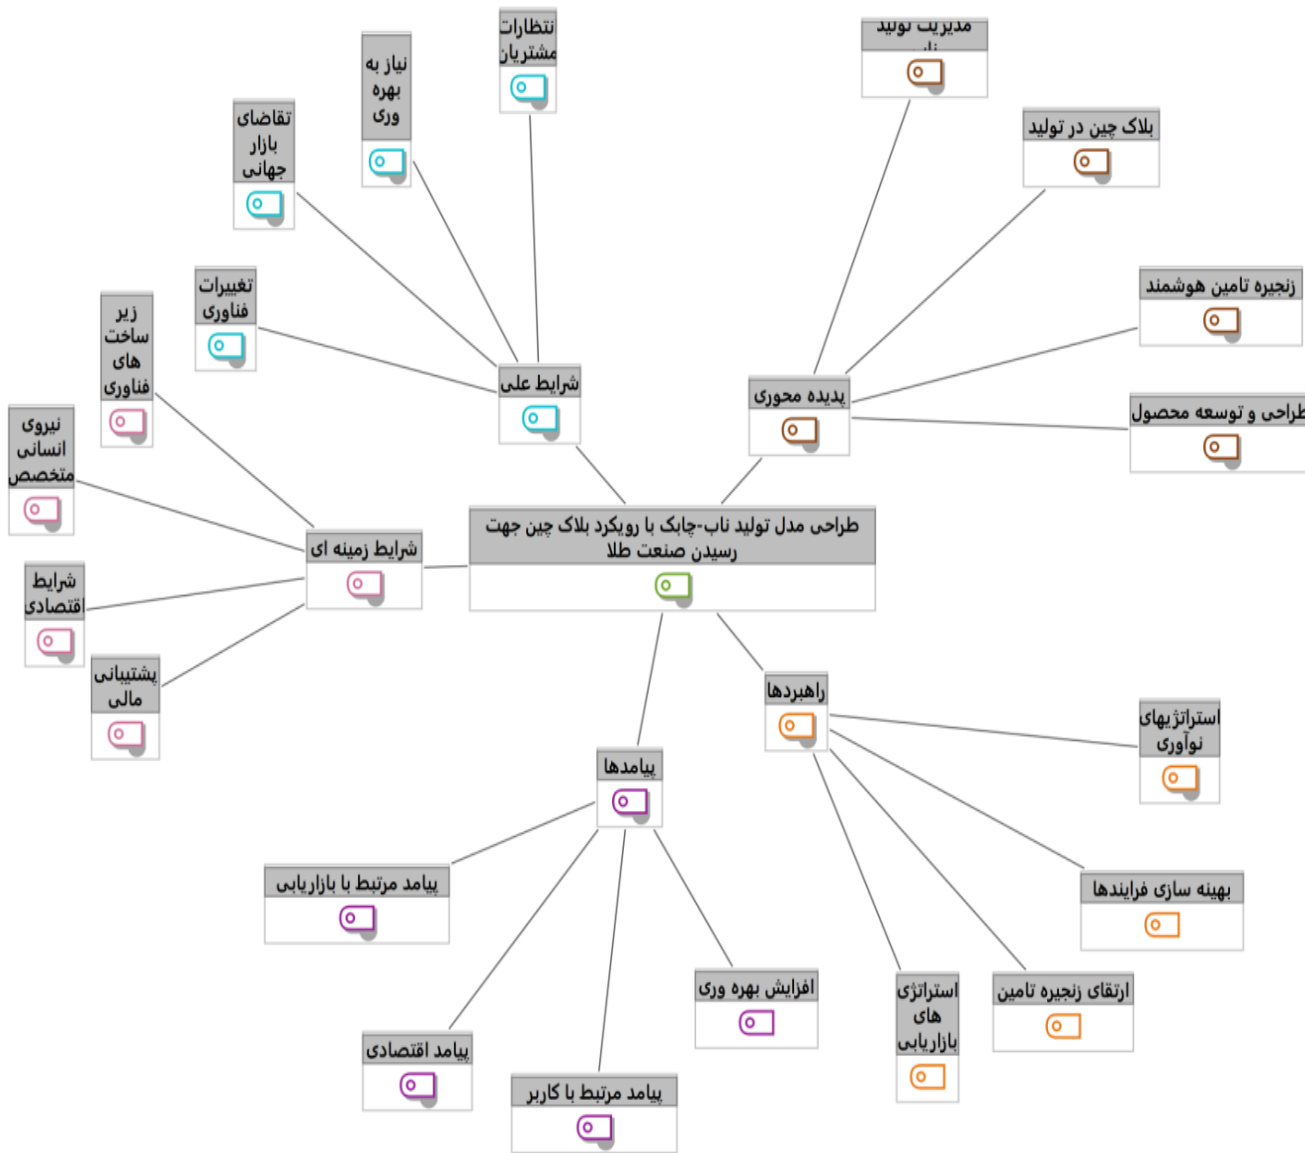 نتظارات
مشتریان
نیاز به
بهره
وری
تقاضای
بازار
جهانی
تغییرات
فناوری
شرایط علی
مدیریت تولید
ناب
بلاک چین در تولید
زنجیره تامین هوشمند
طراحی و توسعه محصول
پدیده محوری
زیر
ساخت
های
فناوری
نیروی
انسانی
متخصص
شرایط
اقتصادی
پشتیبانی
مالی
شرایط زمینه ای
طراحی مدل تولید ناب-چابک با رویکرد بلاک چین جهت
رسیدن صنعت طلا
راهبردها
استراتژیهای
نوآوری
بهینه سازی فرایندها
ارتقای زنجیره تامین
استراتژی
های
بازاریابی
پیامدها
پیامد مرتبط با بازاریابی
پیامد اقتصادی
پیامد مرتبط با کاربر
افزایش بهره وری